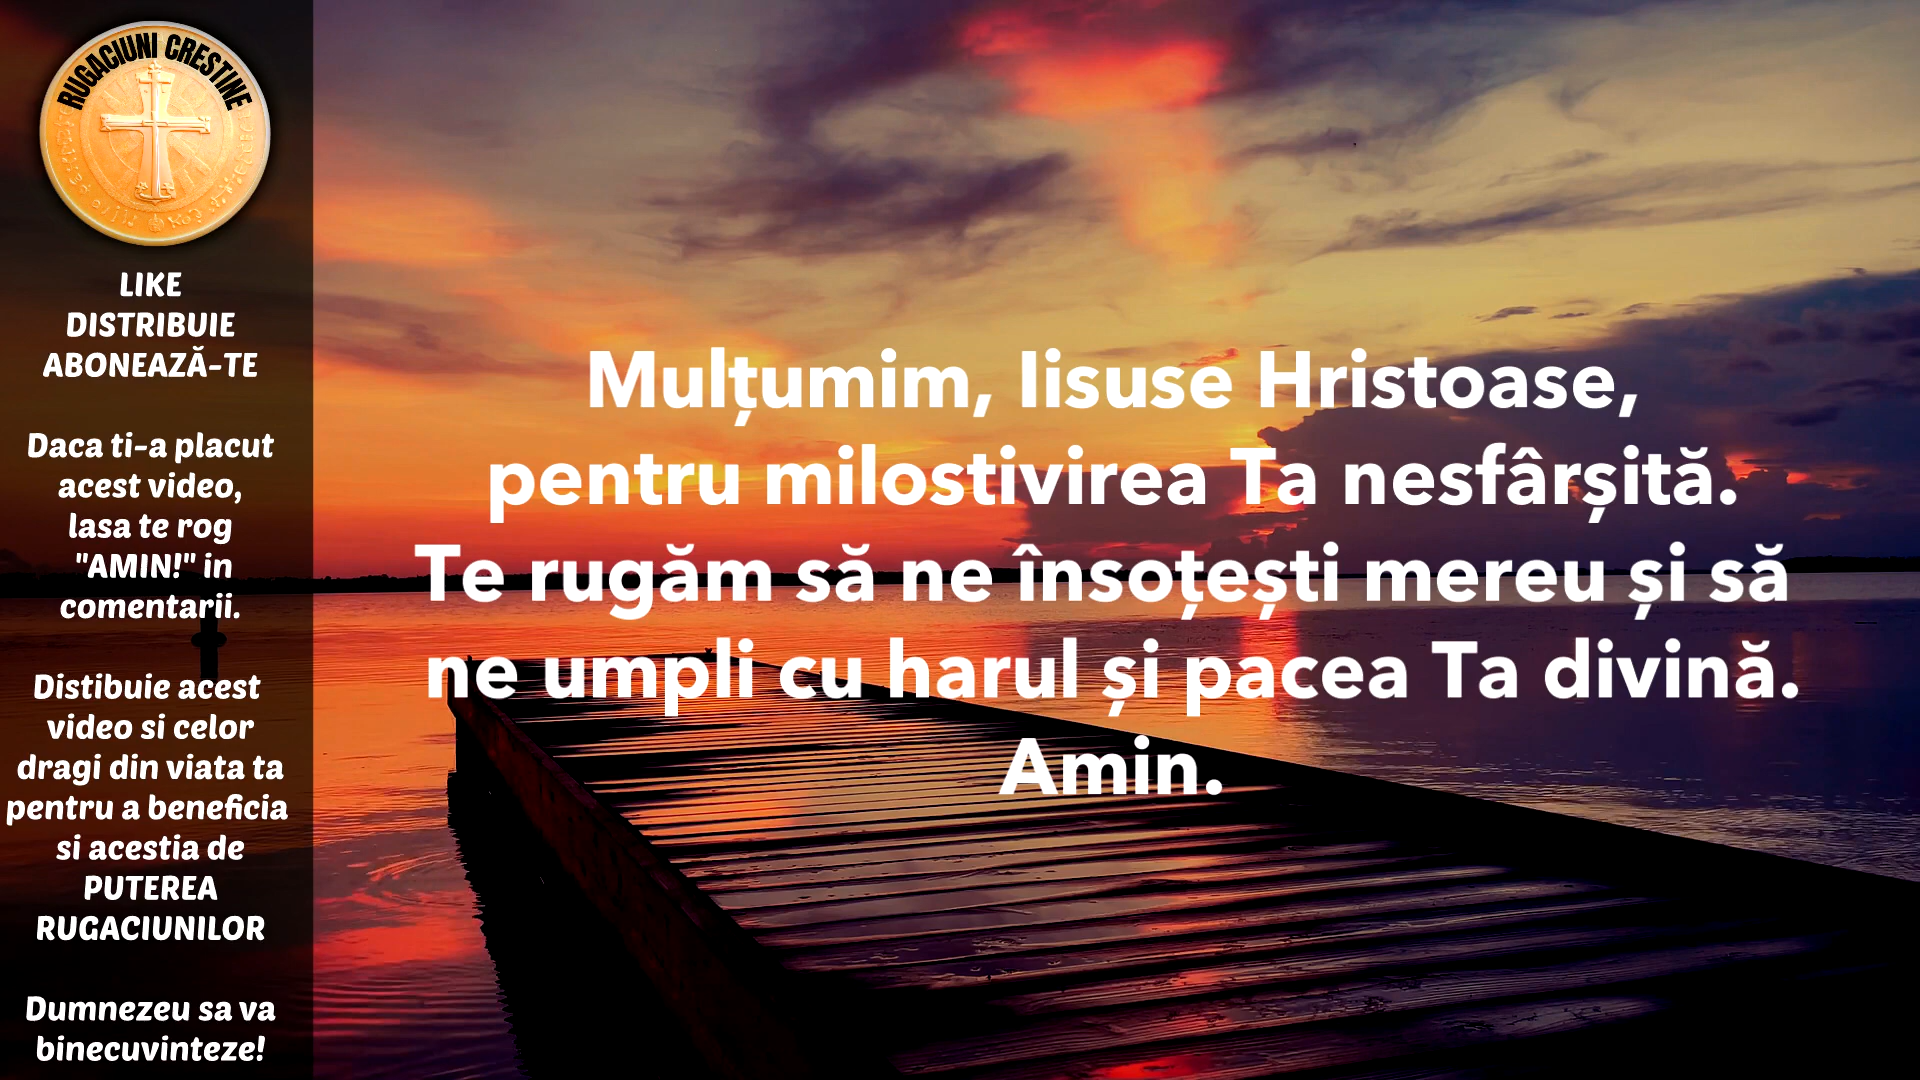 RUGACIUNI CRESTINE
LIKE
DISTRIBUIE
ABONEAZĂ-TE
Daca ti-a placut
acest video,
lasa te rog
"AMIN!" in
comentarii.
Distibuie acest
video si celor
dragi din viata ta
pentru a beneficia
si acestia de
PUTEREA
RUGACIUNILOR
Dumnezeu sa va
binecuvinteze!
Mulțumim, Iisuse Hristoase,
pentru milostivirea Ta nesfârșită.
Te rugăm să ne însoțești mereu și să
ne umpli cu harul și pacea Ta divină.
Amin.